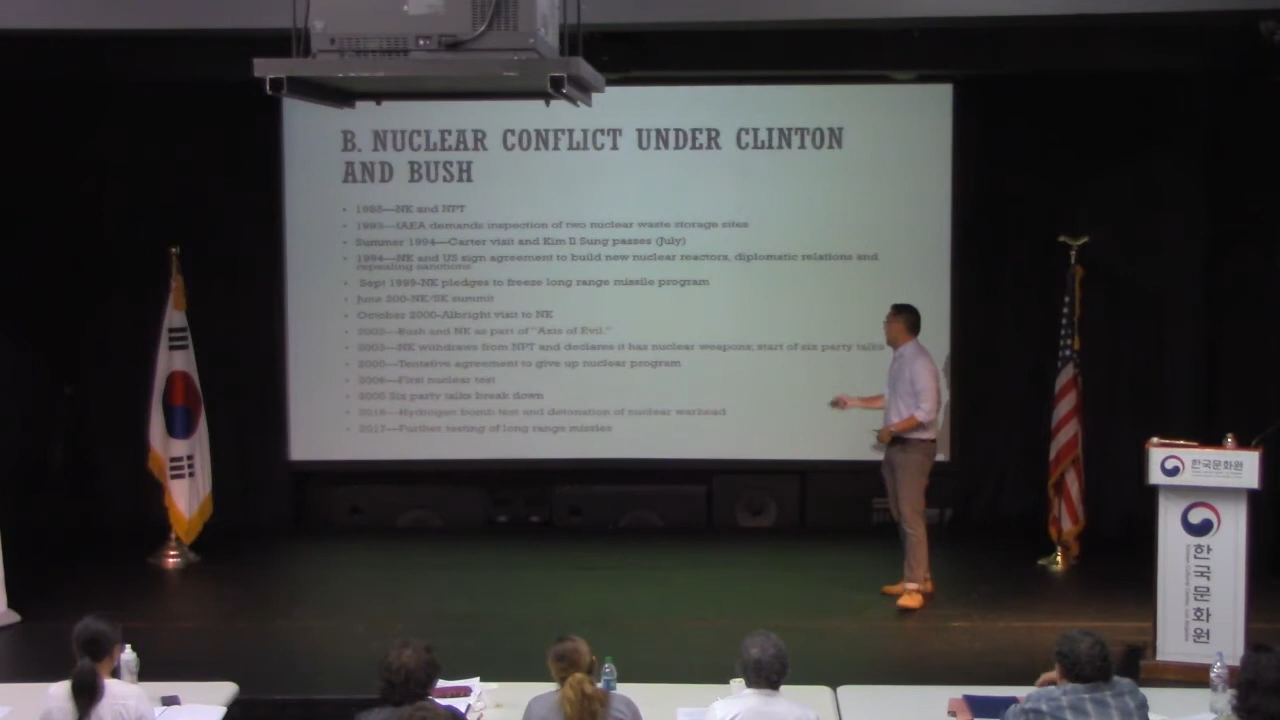 B. NUCLEAR CONFLICT UNDER CLINTON
AND BUSH
NK and NPT
IAEA demands inspection of two nuclear waste storage sites
Summer 1994—Carter visit and Kim Il Sung passes (July)
1994—NK and US sign agreement to build new nuclear reactors, diplomatic relations and
repealing sanctions
Sept 1999-NK pledges to freeze long range missile program
June 200-NK/SK summit
October 2000-Albright visit to NK
2002—Bush and NK as part of "Axis of Evil."
2003—NK withdraws from NPT and declares it has nuclear weapons; start of six party talks
2005—Tentative agreement to give up nuclear program
2006—First nuclear test
Six party talks break down
2016—Hydrogen bomb test and detonation of nuclear warhead
2017—Further testing of long range missiles
한국문화원
한국문화원